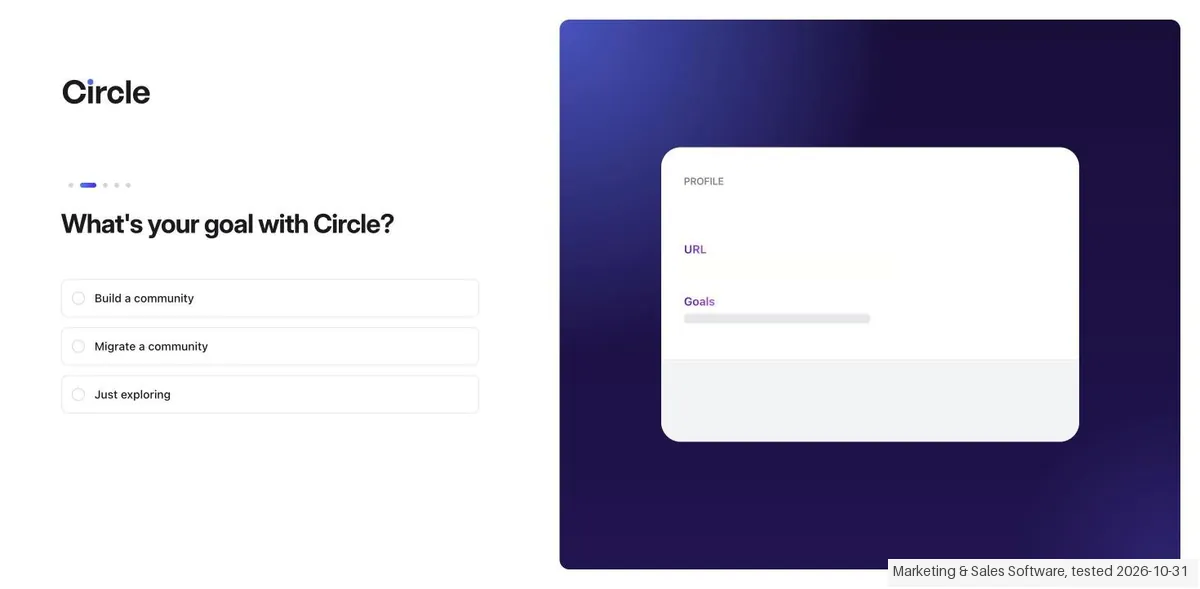 Circle
What's your goal with Circle?
Build a community
Migrate a community
Just exploring
PROFILE
URL
Goals
Marketing & Sales Software, tested 2026-10-31